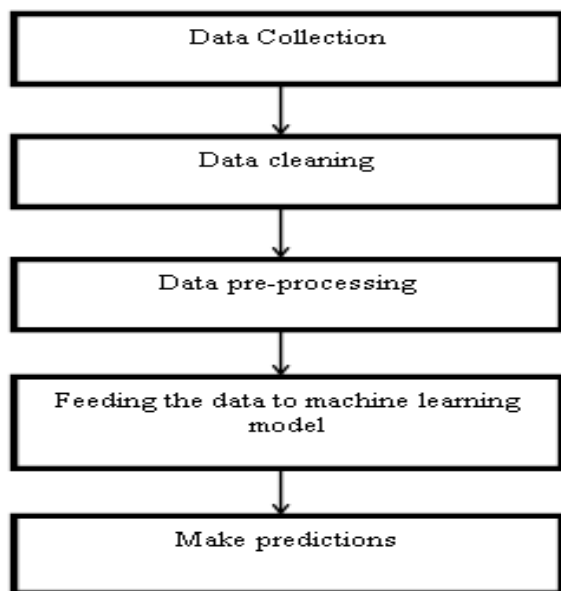 Data Collection
Data cleaning
Data pre-processing
Feeding the data to machine learning
model
Make predictions